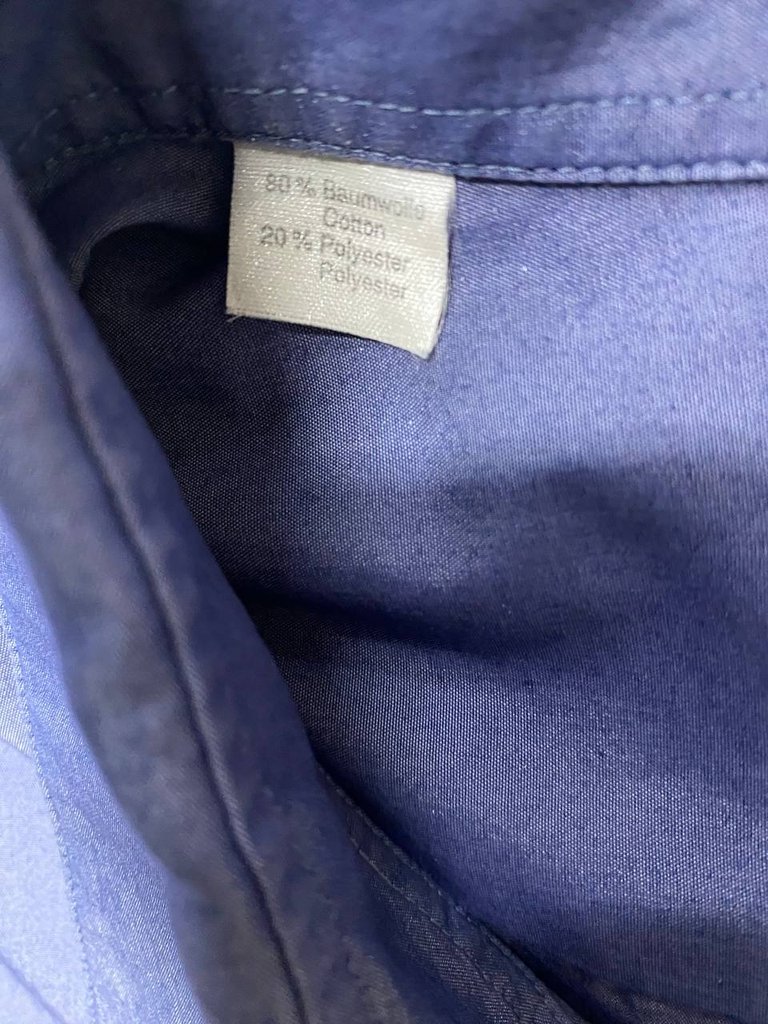 80 % Baumwolle
Cotton
20 % Polyester
Polyester